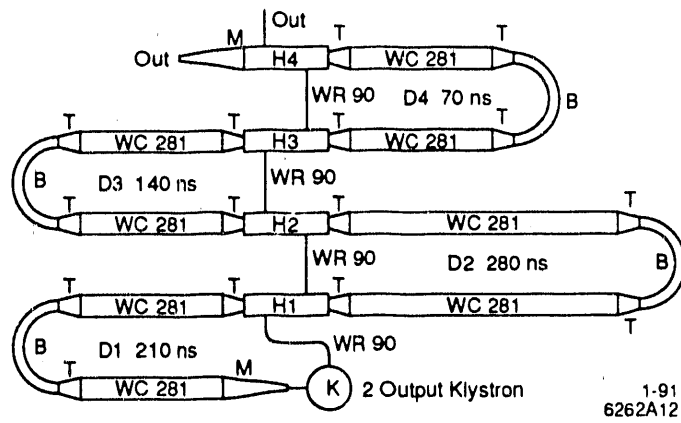 Out
Out M H4 T WC 281 T
WR 90 D4 70 ns B
T WC 281 T H3 T WC 281 T
B D3 140 ns WR 90
T WC 281 T H2 T WC 281 T
WR 90 D2 280 ns B
T WC 281 T H1 T WC 281 T
B D1 210 ns WR 90
T WC 281 M K 2 Output Klystron
1-91
6262A12